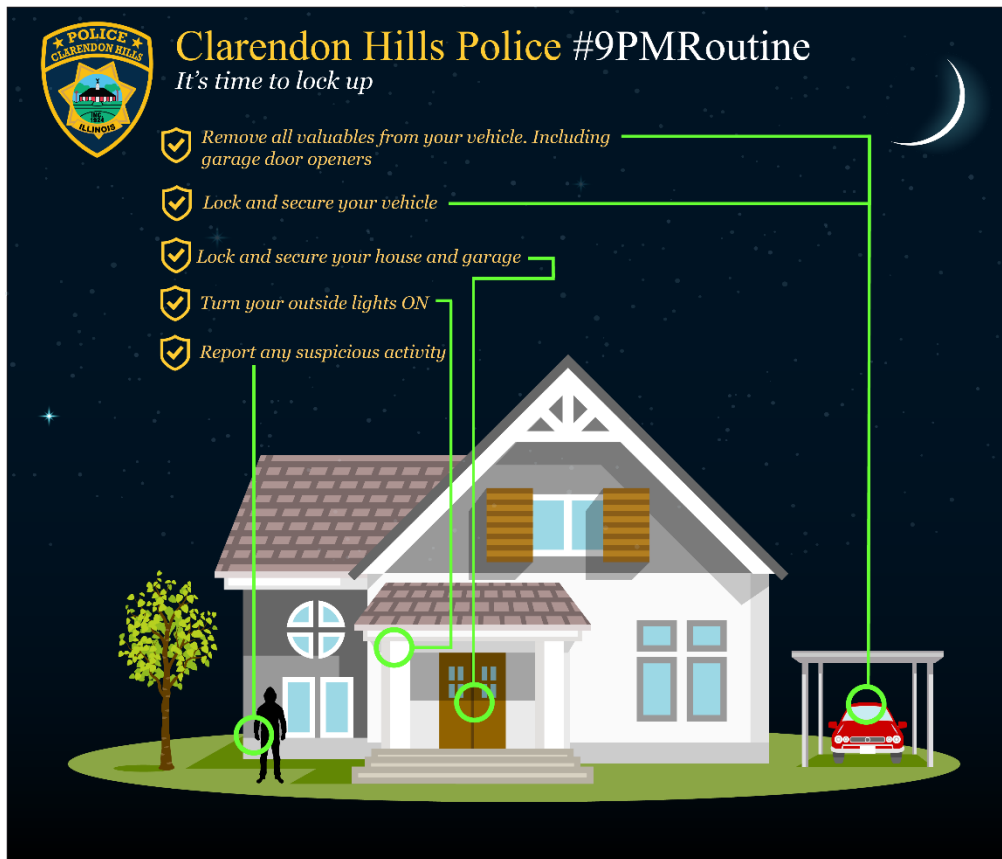 POLICE
CLARENDON HILLS
INC.
1924
ILLINOIS
Clarendon Hills Police #9PMRoutine
It's time to lock up
Remove all valuables from your vehicle. Including
garage door openers
Lock and secure your vehicle
Lock and secure your house and garage
Turn your outside lights ON
Report any suspicious activity